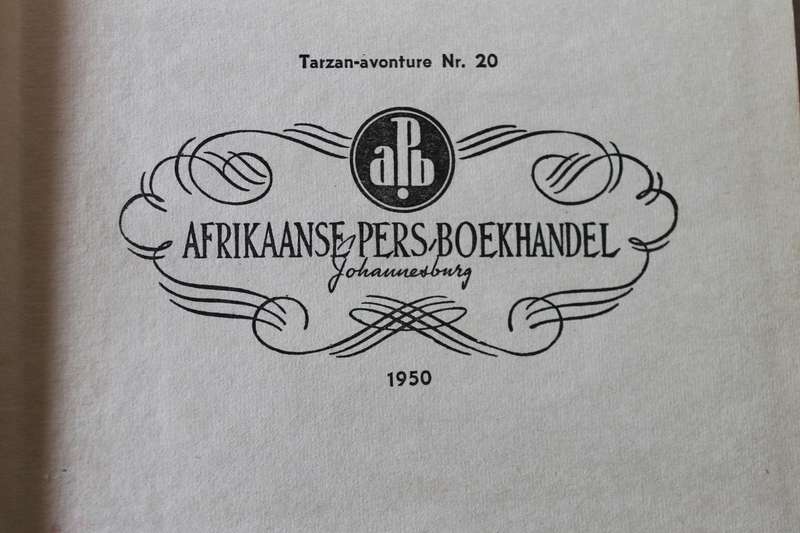 Tarzan-avonture Nr. 20
aPb
AFRIKAANSE-PERS-BOEKHANDEL
Johannesburg
1950